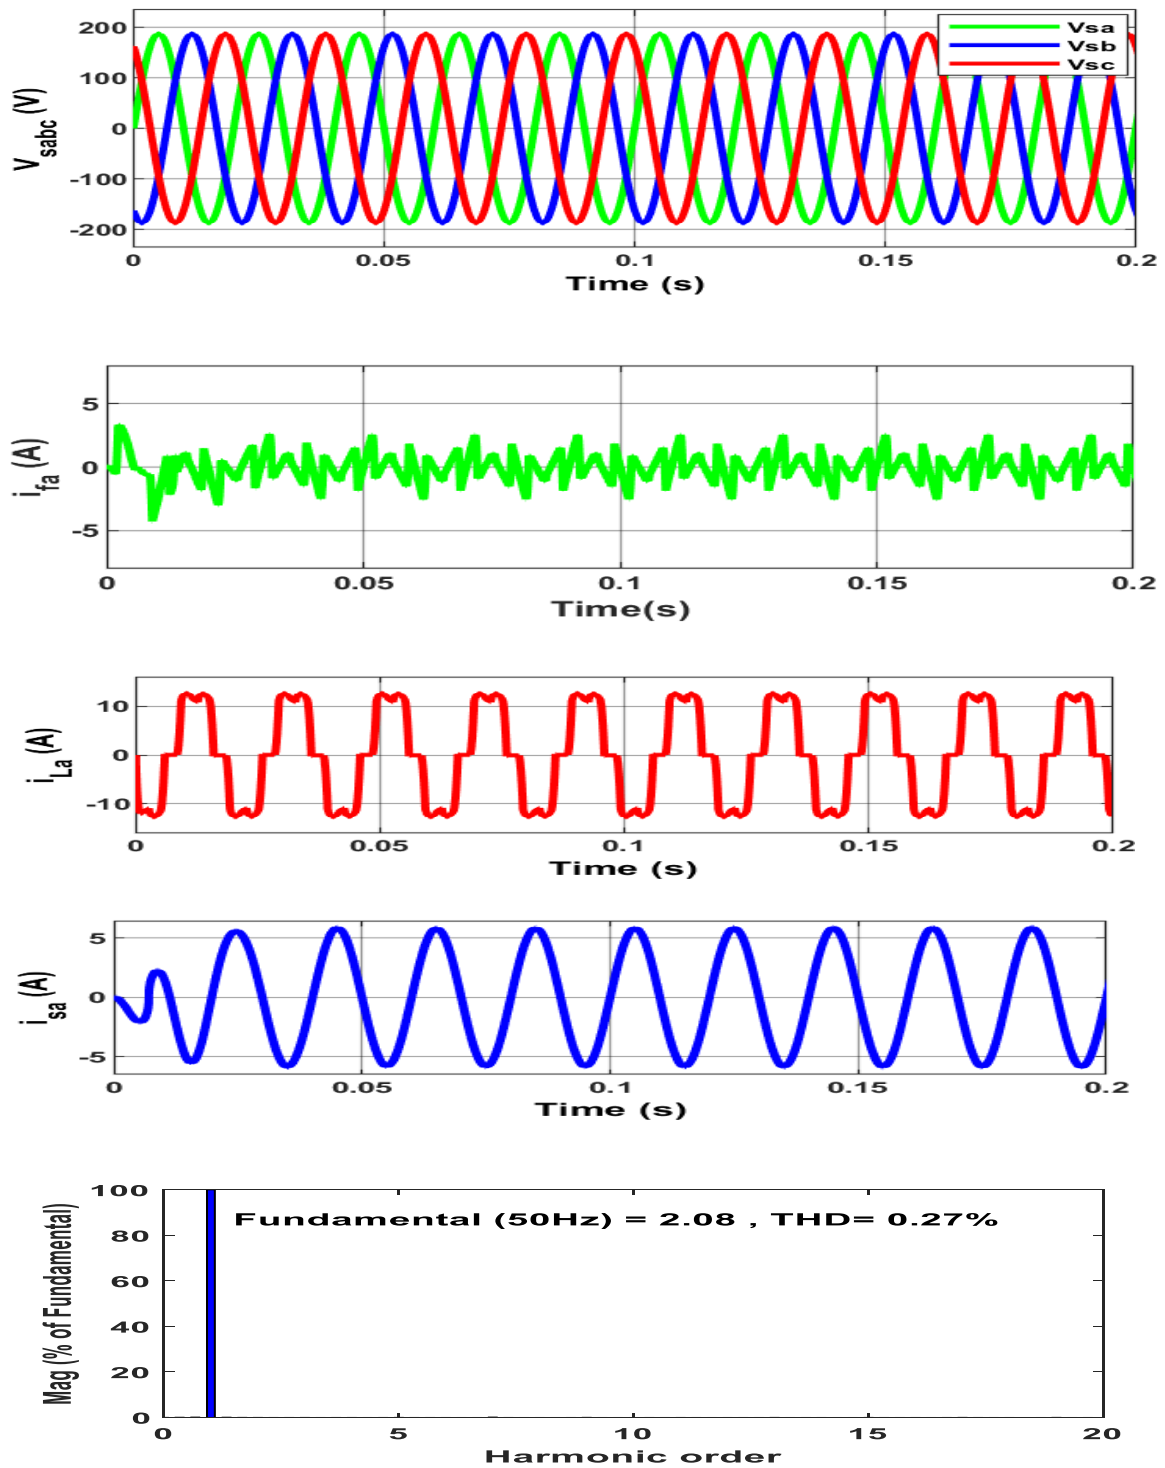 200
100
0
-100
-200
V_sabc (V)
Vsa
Vsb
Vsc
0 0.05 0.1 0.15 0.2
Time (s)
5
0
-5
i_fa (A)
0 0.05 0.1 0.15 0.2
Time(s)
10
0
-10
i_La (A)
0 0.05 0.1 0.15 0.2
Time (s)
5
0
-5
i_sa (A)
0 0.05 0.1 0.15 0.2
Time (s)
100
80
60
40
20
0
Mag (% of Fundamental)
Fundamental (50Hz) = 2.08 , THD= 0.27%
0 5 10 15 20
Harmonic order